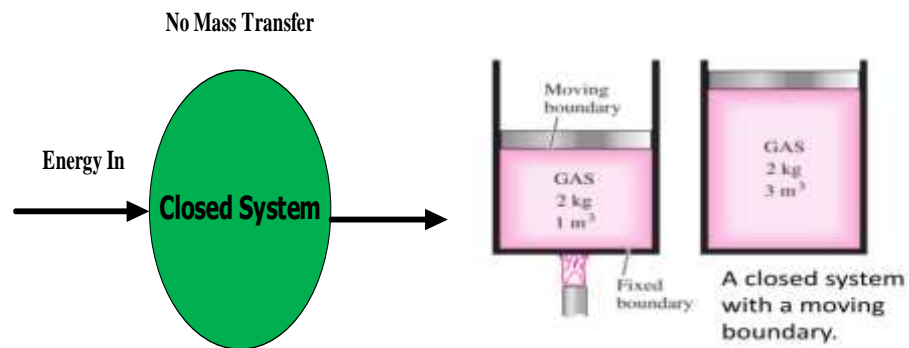 No Mass Transfer
Energy In
Closed System
Moving
boundary
GAS
2 kg
1 m³
Fixed
boundary
GAS
2 kg
3 m³
A closed system
with a moving
boundary.